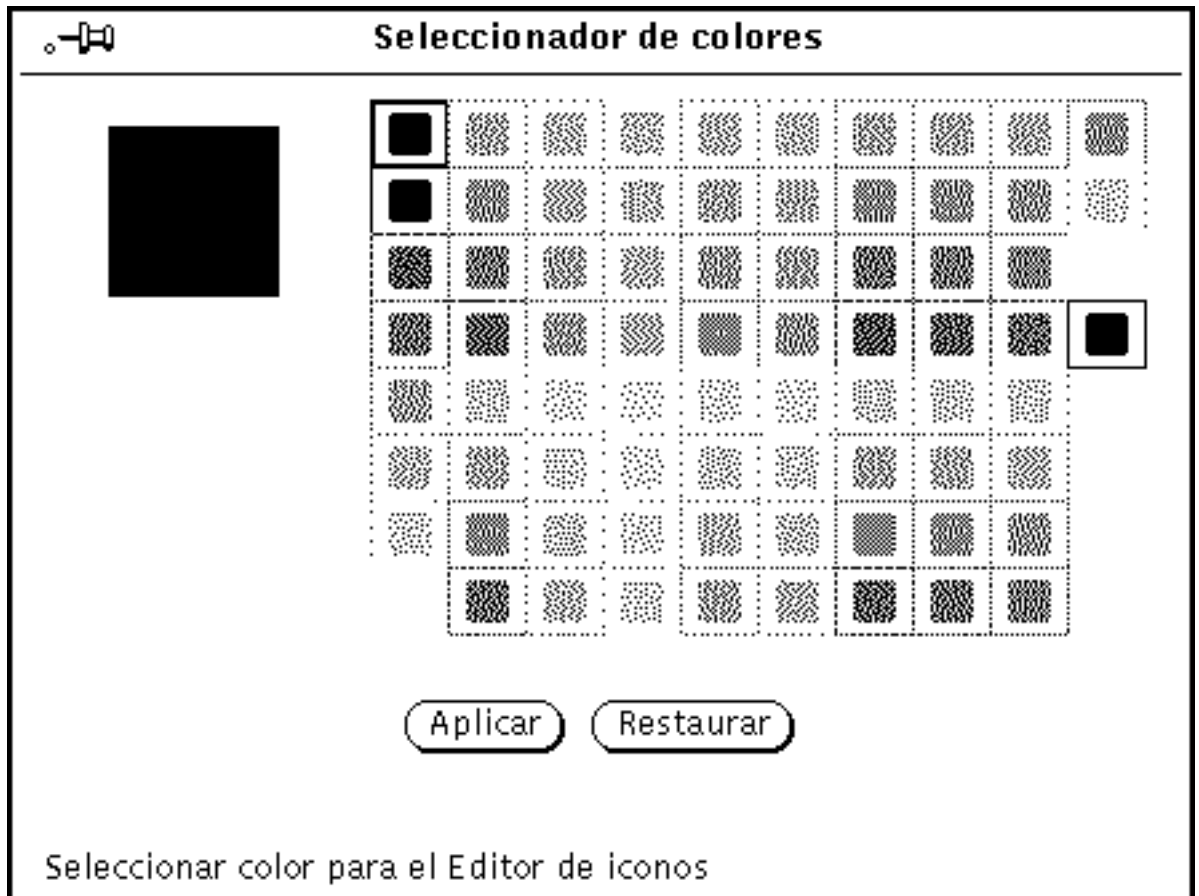 Seleccionador de colores
Aplicar
Restaurar
Seleccionar color para el Editor de iconos